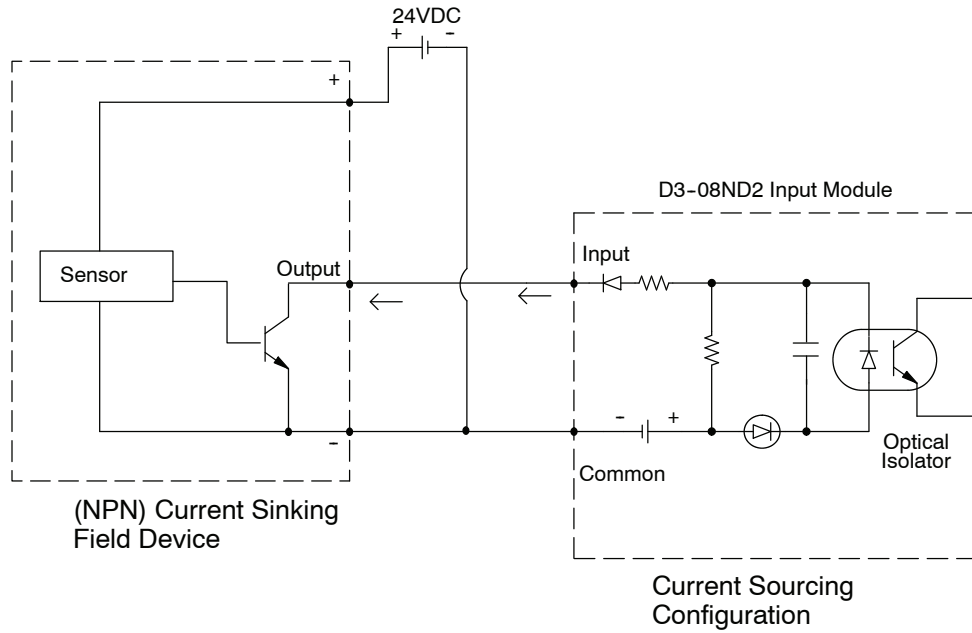 24VDC
+ -
+
D3-08ND2 Input Module
Sensor
Output
Input
- +
-
Common
Optical
Isolator
(NPN) Current Sinking
Field Device
Current Sourcing
Configuration